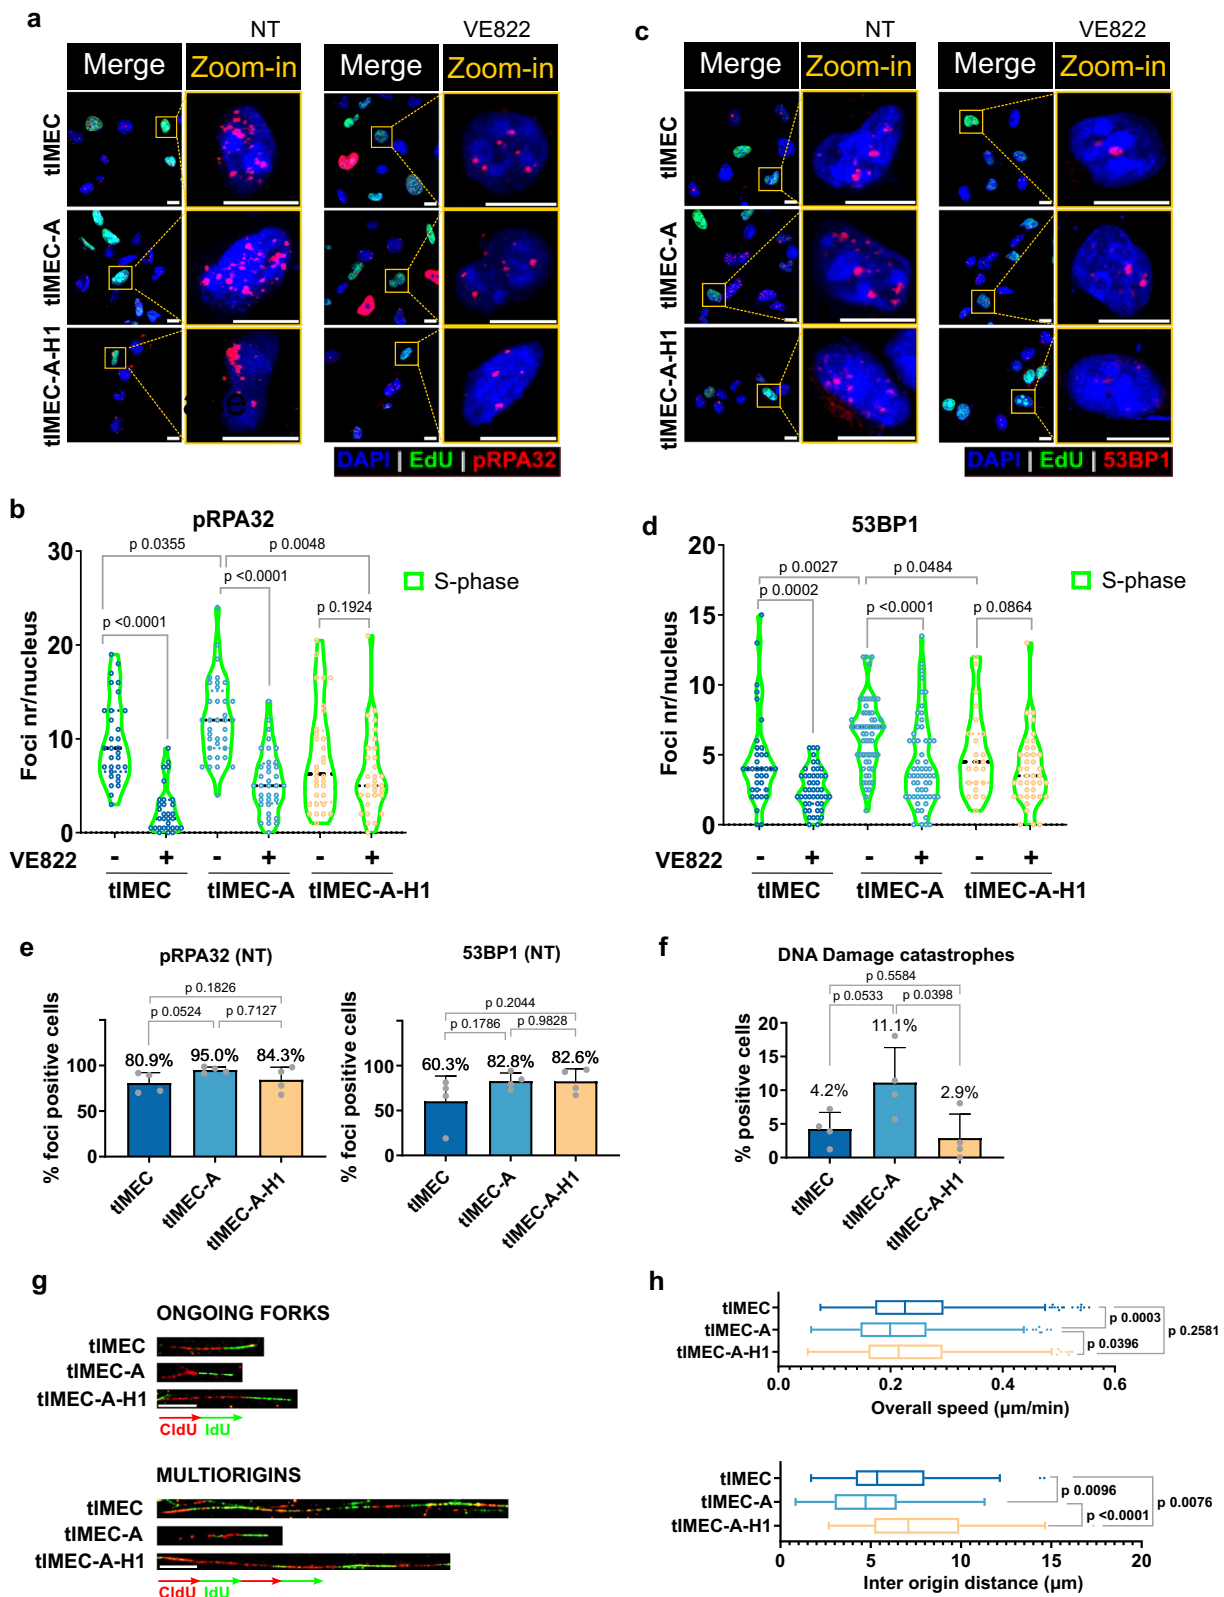 a
NT
VE822
Merge
Zoom-in
Merge
Zoom-in
tIMEC
tIMEC-A
tIMEC-A-H1
a e
DAPI | EdU | pRPA32
c
NT
VE822
Merge
Zoom-in
Merge
Zoom-in
tIMEC
tIMEC-A
tIMEC-A-H1
DAPI | EdU | 53BP1
b
pRPA32
p 0.0355
p 0.0048
p <0.0001
p 0.1924
p <0.0001
S-phase
Foci nr/nucleus
30
20
10
0
VE822
- + - + - +
tIMEC
tIMEC-A
tIMEC-A-H1
d
53BP1
p 0.0027
p 0.0484
p 0.0002
p <0.0001
p 0.0864
S-phase
Foci nr/nucleus
20
15
10
5
0
VE822
- + - + - +
tIMEC
tIMEC-A
tIMEC-A-H1
e
pRPA32 (NT)
p 0.1826
p 0.0524
p 0.7127
80.9%
95.0%
84.3%
% foci positive cells
100
50
0
tIMEC
tIMEC-A
tIMEC-A-H1
53BP1 (NT)
p 0.2044
p 0.1786
p 0.9828
60.3%
82.8%
82.6%
% foci positive cells
100
50
0
tIMEC
tIMEC-A
tIMEC-A-H1
f
DNA Damage catastrophes
p 0.5584
p 0.0533
p 0.0398
11.1%
4.2%
2.9%
% positive cells
20
15
10
5
0
tIMEC
tIMEC-A
tIMEC-A-H1
g
ONGOING FORKS
tIMEC
tIMEC-A
tIMEC-A-H1
CldU IdU
MULTIORIGINS
tIMEC
tIMEC-A
tIMEC-A-H1
CldU IdU
h
tIMEC
tIMEC-A
tIMEC-A-H1
p 0.0003
p 0.0396
p 0.2581
0.0 0.2 0.4 0.6
Overall speed (µm/min)
tIMEC
tIMEC-A
tIMEC-A-H1
p 0.0096
p <0.0001
p 0.0076
0 5 10 15 20
Inter origin distance (µm)